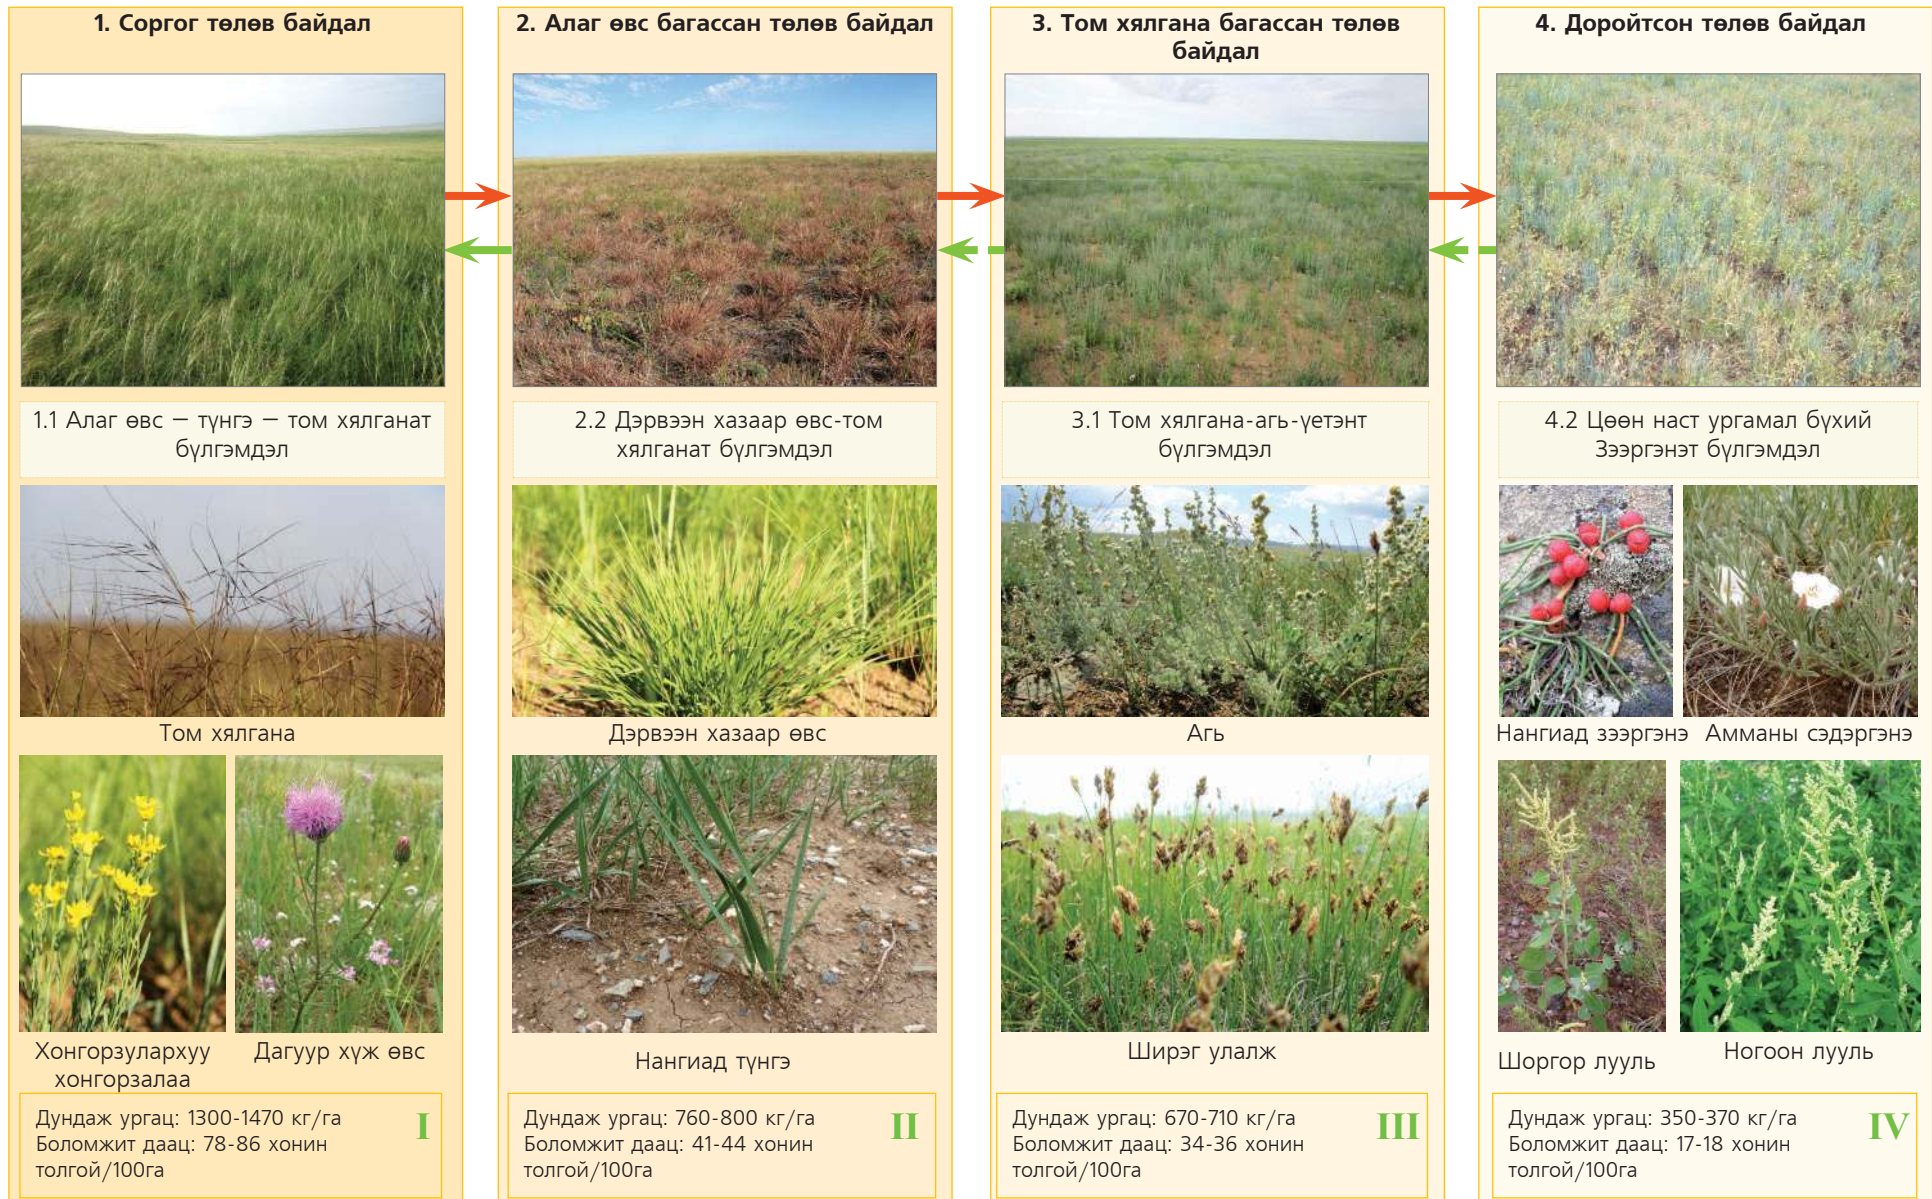 1. Соргог төлөв байдал
1.1 Алаг өвс – түнгэ – том хялганат
бүлгэмдэл
Том хялгана
Хонгорзулархуу
хонгорзалаа
Дагуур хүж өвс
Дундаж ургац: 1300-1470 кг/га
Боломжит даац: 78-86 хонин
толгой/100га
I
2. Алаг өвс багассан төлөв байдал
2.2 Дэрвээн хазаар өвс-том
хялганат бүлгэмдэл
Дэрвээн хазаар өвс
Нангиад түнгэ
Дундаж ургац: 760-800 кг/га
Боломжит даац: 41-44 хонин
толгой/100га
II
3. Том хялгана багассан төлөв
байдал
3.1 Том хялгана-агь-үетэнт
бүлгэмдэл
Агь
Ширэг улалж
Дундаж ургац: 670-710 кг/га
Боломжит даац: 34-36 хонин
толгой/100га
III
4. Доройтсон төлөв байдал
4.2 Цөөн наст ургамал бүхий
Зээргэнэт бүлгэмдэл
Нангиад зээргэнэ
Амманы сэдэргэнэ
Шоргор лууль
Ногоон лууль
Дундаж ургац: 350-370 кг/га
Боломжит даац: 17-18 хонин
толгой/100га
IV